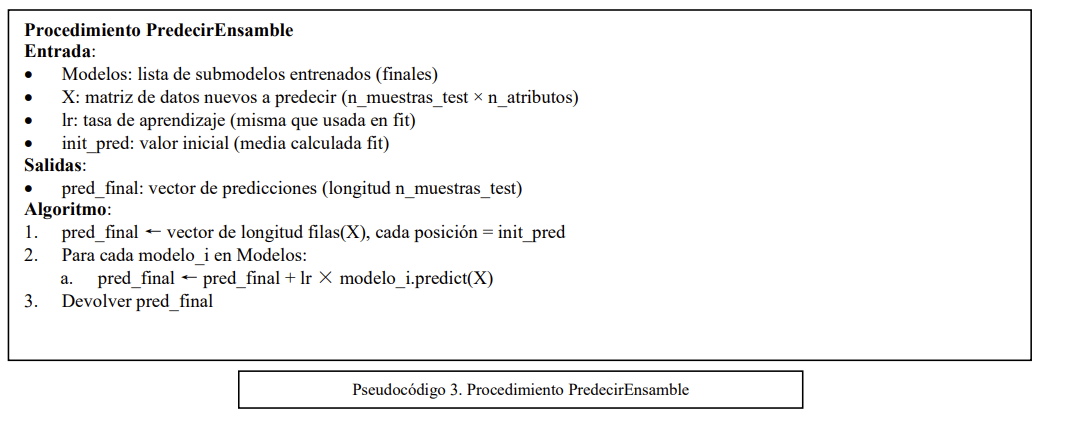 Procedimiento PredecirEnsamble
Entrada:
• Modelos: lista de submodelos entrenados (finales)
• X: matriz de datos nuevos a predecir (n_muestras_test × n_atributos)
• lr: tasa de aprendizaje (misma que usada en fit)
• init_pred: valor inicial (media calculada fit)
Salidas:
• pred_final: vector de predicciones (longitud n_muestras_test)
Algoritmo:
1. pred_final ← vector de longitud filas(X), cada posición = init_pred
2. Para cada modelo_i en Modelos:
a. pred_final ← pred_final + lr × modelo_i.predict(X)
3. Devolver pred_final
Pseudocódigo 3. Procedimiento PredecirEnsamble